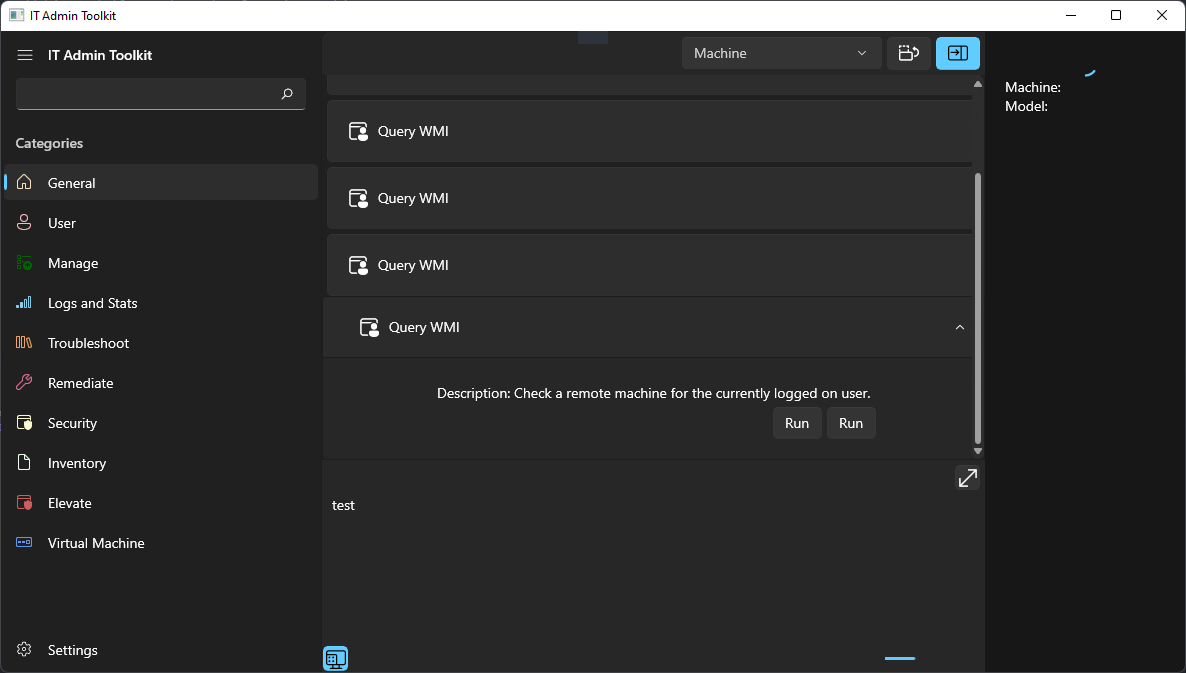 IT Admin Toolkit
IT Admin Toolkit
Categories
General
User
Manage
Logs and Stats
Troubleshoot
Remediate
Security
Inventory
Elevate
Virtual Machine
Settings
Machine
Query WMI
Query WMI
Query WMI
Query WMI
Description: Check a remote machine for the currently logged on user.
Run Run
test
Machine:
Model: